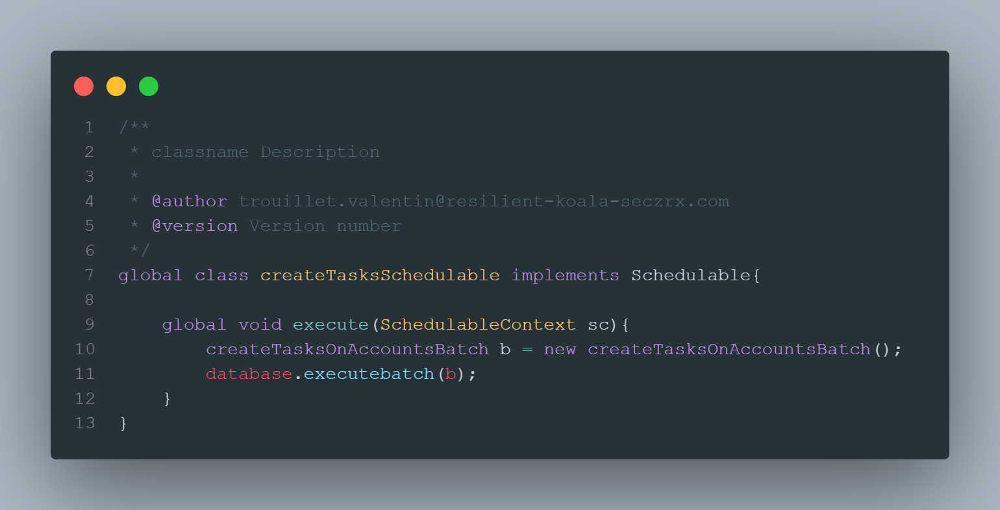 1 /**
2  * classname Description
3  *
4  * @author trouillet.valentin@resilient-koala-seczrx.com
5  * @version Version number
6  */
7 global class createTasksSchedulable implements Schedulable{
8
9     global void execute(SchedulableContext sc){
10         createTasksOnAccountsBatch b = new createTasksOnAccountsBatch();
11         database.executebatch(b);
12     }
13 }